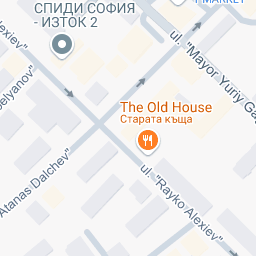 MARKET
СПИДИ СОФИЯ
- ИЗТОК 2
Alexiev"
ul. "Mayor Yuriy Ga
The Old House
Старата къща
Atanas Dalchev"
ul. "Rayko Alexiev"